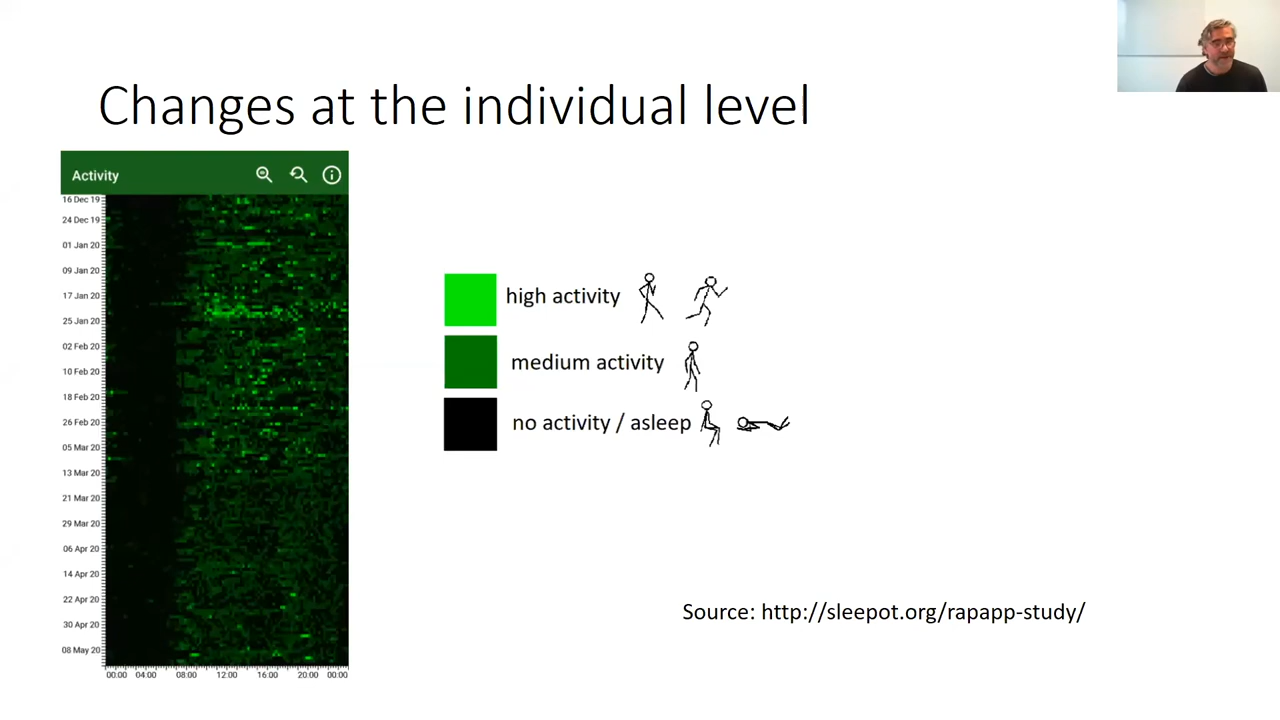 Changes at the individual level
Activity
16 Dec 19
24 Dec 19
01 Jan 20
09 Jan 20
17 Jan 20
25 Jan 20
02 Feb 20
10 Feb 20
18 Feb 20
26 Feb 20
05 Mar 20
13 Mar 20
21 Mar 20
29 Mar 20
06 Apr 20
14 Apr 20
22 Apr 20
30 Apr 20
08 May 20
00:00 04:00 08:00 12:00 16:00 20:00 00:00
high activity
medium activity
no activity / asleep
Source: http://sleepot.org/rapapp-study/